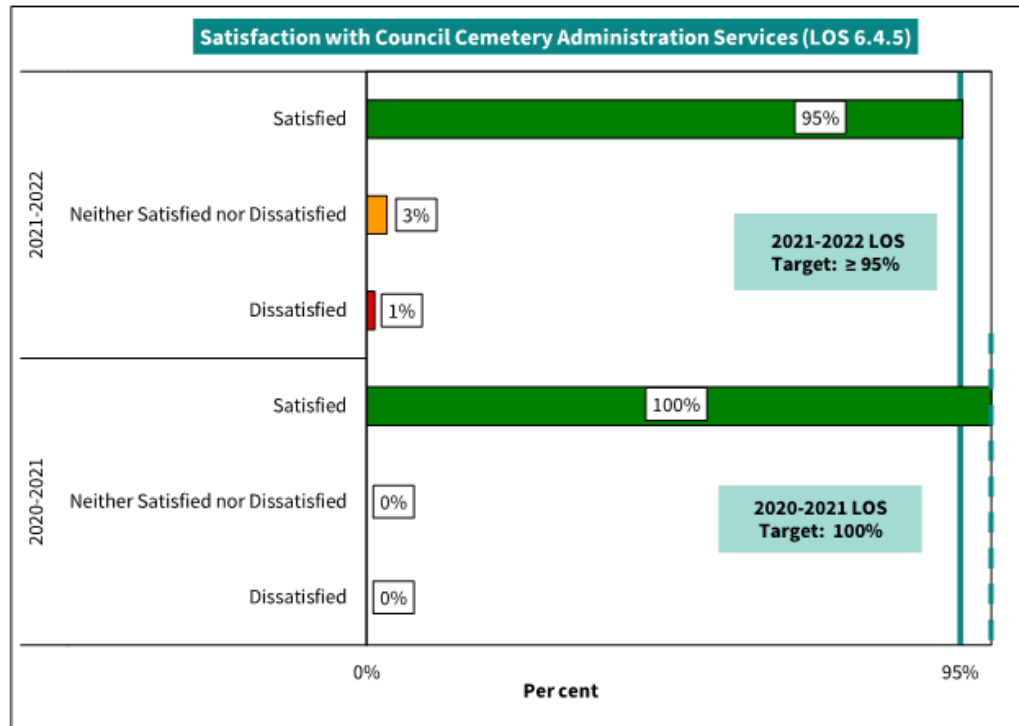 Satisfaction with Council Cemetery Administration Services (LOS 6.4.5)
2021-2022
Satisfied
95%
Neither Satisfied nor Dissatisfied
3%
2021-2022 LOS
Target: ≥ 95%
Dissatisfied
1%
2020-2021
Satisfied
100%
Neither Satisfied nor Dissatisfied
0%
2020-2021 LOS
Target: 100%
Dissatisfied
0%
0%
95%
Per cent